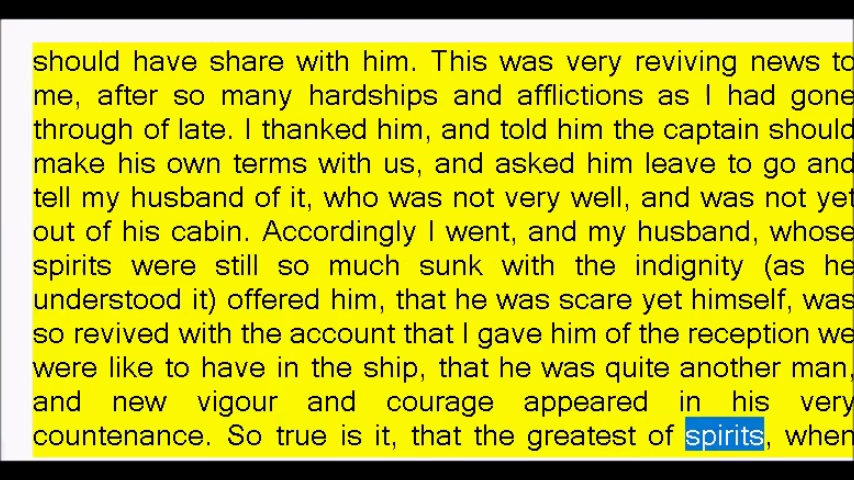 should have share with him. This was very reviving news to
me, after so many hardships and afflictions as I had gone
through of late. I thanked him, and told him the captain should
make his own terms with us, and asked him leave to go and
tell my husband of it, who was not very well, and was not yet
out of his cabin. Accordingly I went, and my husband, whose
spirits were still so much sunk with the indignity (as he
understood it) offered him, that he was scare yet himself, was
so revived with the account that I gave him of the reception we
were like to have in the ship, that he was quite another man,
and new vigour and courage appeared in his very
countenance. So true is it, that the greatest of spirits, when